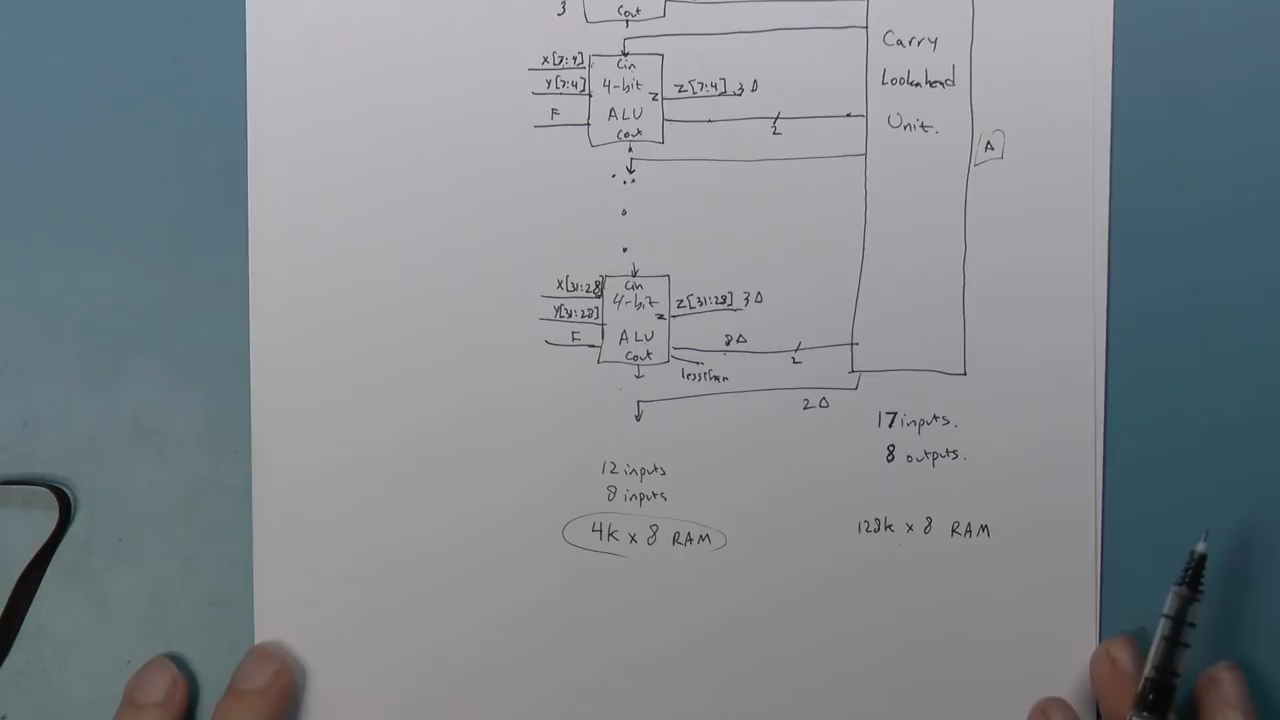 3
Cout
Carry
Lookahead
Unit.
A
X[7:4]
Y[7:4]
F
Cin
4-bit
Z
ALU
Cout
Z[7:4] 3Δ
2
X[31:28]
Y[31:28]
F
Cin
4-bit
Z
ALU
Cout
Z[31:28] 3Δ
8Δ
2
lessthan
2Δ
17 inputs.
8 outputs.
12 inputs
8 inputs
4k x 8 RAM
128k x 8 RAM